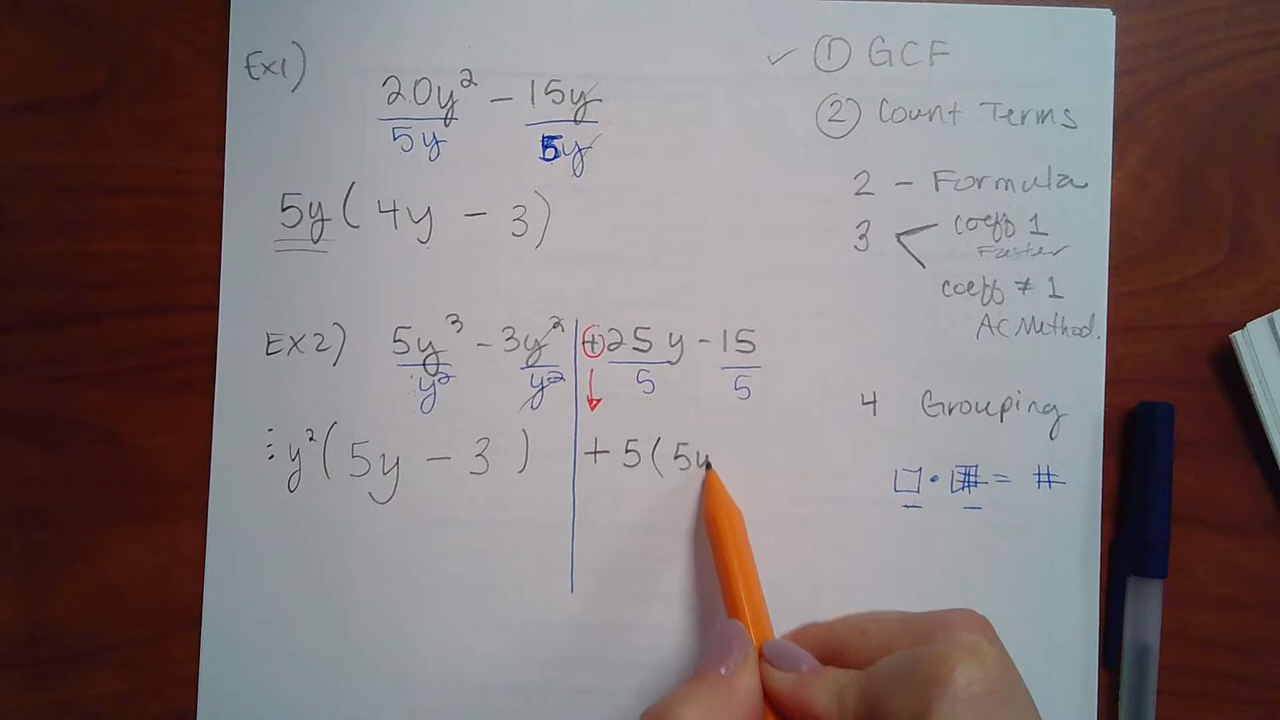 Ex1)
20y² - 15y
5y 5y
5y ( 4y - 3 )
EX2) 5y³ - 3y² + 25y - 15
y² y² 5 5
: y² ( 5y - 3 ) + 5 ( 5y
✓ ① GCF
② Count Terms
2 - Formula
3 < coeff 1
Faster
coeff ≠ 1
AC Method.
4 Grouping
□ · □ = #